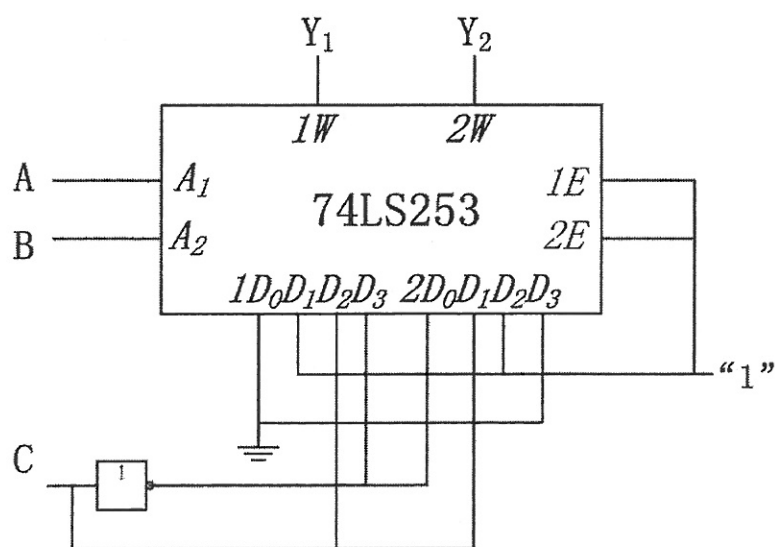 Y₁ Y₂
1W 2W
A A₁ 1E
74LS253
B A₂ 2E
1D₀D₁D₂D₃ 2D₀D₁D₂D₃
“1”
C
1